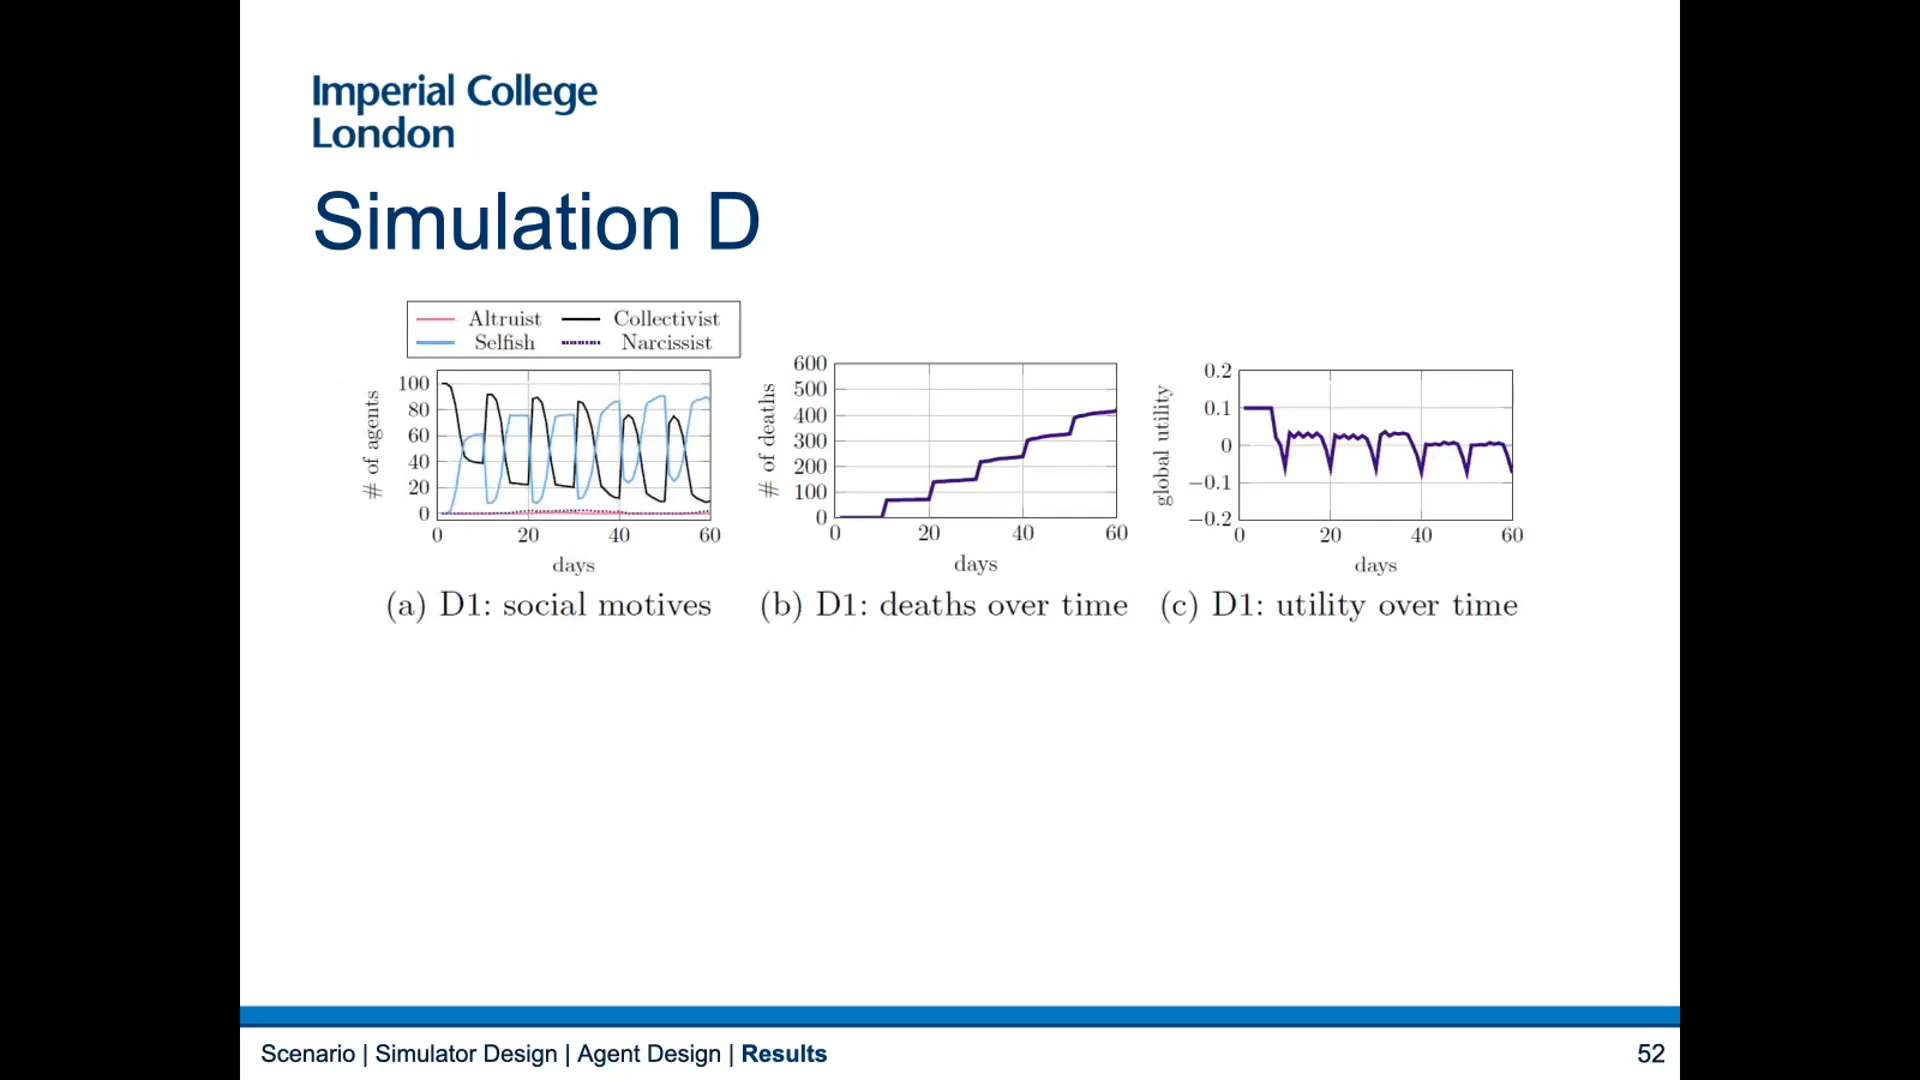 Imperial College
London
Simulation D
Altruist Collectivist
Selfish Narcissist
# of agents
100
80
60
40
20
0
0 20 40 60
days
(a) D1: social motives
# of deaths
600
500
400
300
200
100
0
0 20 40 60
days
(b) D1: deaths over time
global utility
0.2
0.1
0
−0.1
−0.2
0 20 40 60
days
(c) D1: utility over time
Scenario | Simulator Design | Agent Design | Results
52